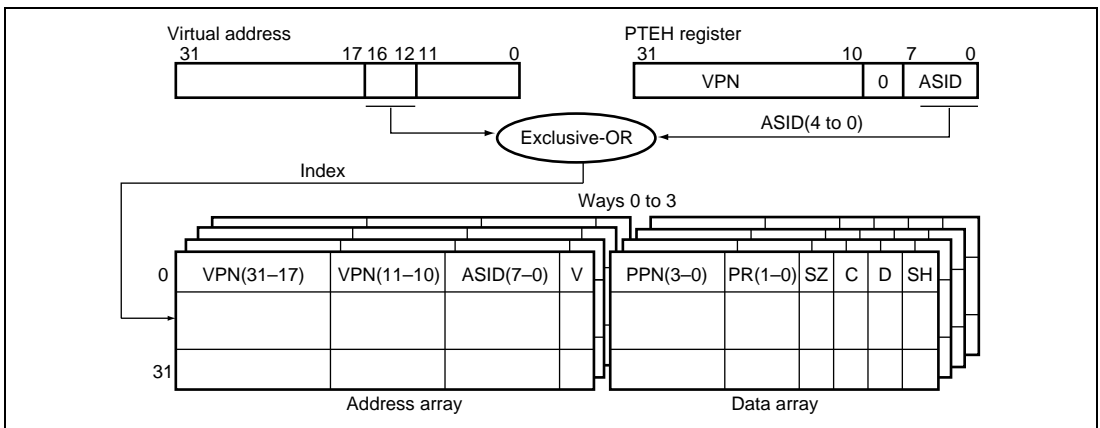 Virtual address
31 17 16 12 11 0
PTEH register
31 10 7 0
VPN 0 ASID
ASID(4 to 0)
Exclusive-OR
Index
Ways 0 to 3
0 VPN(31–17) VPN(11–10) ASID(7–0) V PPN(3–0) PR(1–0) SZ C D SH
31
Address array Data array